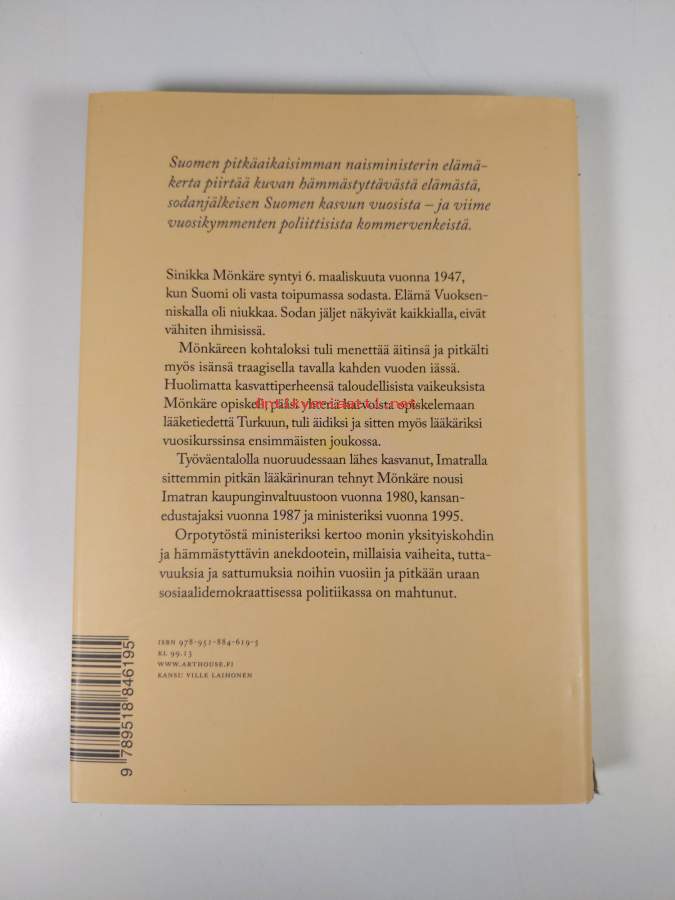 Suomen pitkäaikaisimman naisministerin elämä-
kerta piirtää kuvan hämmästyttävästä elämästä,
sodanjälkeisen Suomen kasvun vuosista – ja viime
vuosikymmenten poliittisista kommervenkeistä.
Sinikka Mönkäre syntyi 6. maaliskuuta vuonna 1947,
kun Suomi oli vasta toipumassa sodasta. Elämä Vuoksen-
niskalla oli niukkaa. Sodan jäljet näkyivät kaikkialla, eivät
vähiten ihmisissä.
Mönkäreen kohtaloksi tuli menettää äitinsä ja pitkälti
myös isänsä traagisella tavalla kahden vuoden iässä.
Huolimatta kasvattiperheensä taloudellisista vaikeuksista
Mönkäre opiskeli, pääsi opiskelemaan
lääketiedettä Turkuun, tuli äidiksi ja sitten myös lääkäriksi
vuosikurssinsa ensimmäisten joukossa.
Työväentalolla nuoruudessaan lähes kasvanut, Imatralla
sittemmin pitkän lääkärinuran tehnyt Mönkäre nousi
Imatran kaupunginvaltuustoon vuonna 1980, kansan-
edustajaksi vuonna 1987 ja ministeriksi vuonna 1995.
Orpotytöstä ministeriksi kertoo monin yksityiskohdin
ja hämmästyttävin anekdootein, millaisia vaiheita, tutta-
vuuksia ja sattumuksia noihin vuosiin ja pitkään uraan
sosiaalidemokraattisessa politiikassa on mahtunut.
ISBN 978-951-884-619-5
KL 99.13
WWW.ARTHOUSE.FI
KANSI VILLE LAIHONEN
9 789518 846195